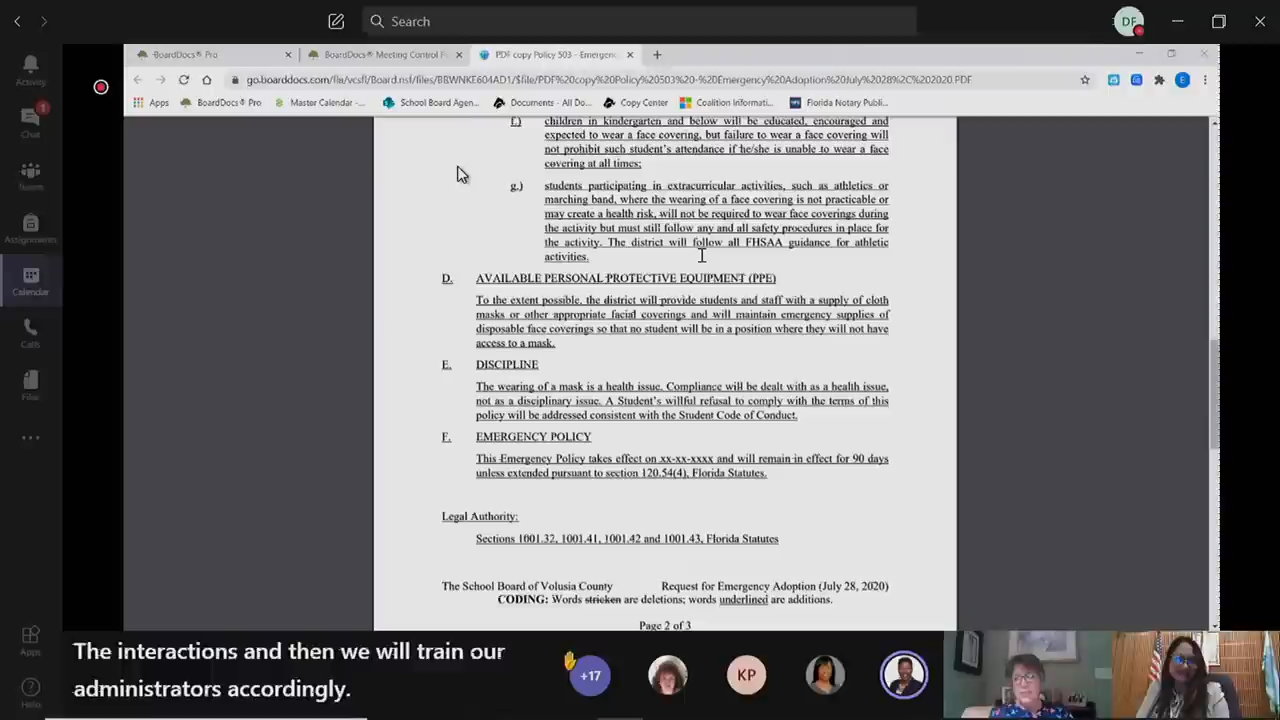 Search
DF
BoardDocs® Pro
BoardDocs® Meeting Control P
PDF copy Policy 503 - Emergen
go.boarddocs.com/fla/vcsfl/Board.nsf/files/BRWNKE604AD1/$file/PDF%20copy%20Policy%20503%20-%20Emergency%20Adoption%20July%2028%2C%202020.PDF
Apps
BoardDocs® Pro
Master Calendar -...
School Board Agen...
Documents - All Do...
Copy Center
Coalition Informati...
Florida Notary Publi...
Activity
Chat
1
Teams
Assignments
Calendar
Calls
Files
Apps
Help
f.) children in kindergarten and below will be educated, encouraged and
expected to wear a face covering, but failure to wear a face covering will
not prohibit such student's attendance if he/she is unable to wear a face
covering at all times;
g.) students participating in extracurricular activities, such as athletics or
marching band, where the wearing of a face covering is not practicable or
may create a health risk, will not be required to wear face coverings during
the activity but must still follow any and all safety procedures in place for
the activity. The district will follow all FHSAA guidance for athletic
activities.
D. AVAILABLE PERSONAL PROTECTIVE EQUIPMENT (PPE)
To the extent possible, the district will provide students and staff with a supply of cloth
masks or other appropriate facial coverings and will maintain emergency supplies of
disposable face coverings so that no student will be in a position where they will not have
access to a mask.
E. DISCIPLINE
The wearing of a mask is a health issue. Compliance will be dealt with as a health issue,
not as a disciplinary issue. A Student's willful refusal to comply with the terms of this
policy will be addressed consistent with the Student Code of Conduct.
F. EMERGENCY POLICY
This Emergency Policy takes effect on xx-xx-xxxx and will remain in effect for 90 days
unless extended pursuant to section 120.54(4), Florida Statutes.
Legal Authority:
Sections 1001.32, 1001.41, 1001.42 and 1001.43, Florida Statutes
The School Board of Volusia County Request for Emergency Adoption (July 28, 2020)
CODING: Words stricken are deletions; words underlined are additions.
Page 2 of 3
The interactions and then we will train our
administrators accordingly.
+17
KP